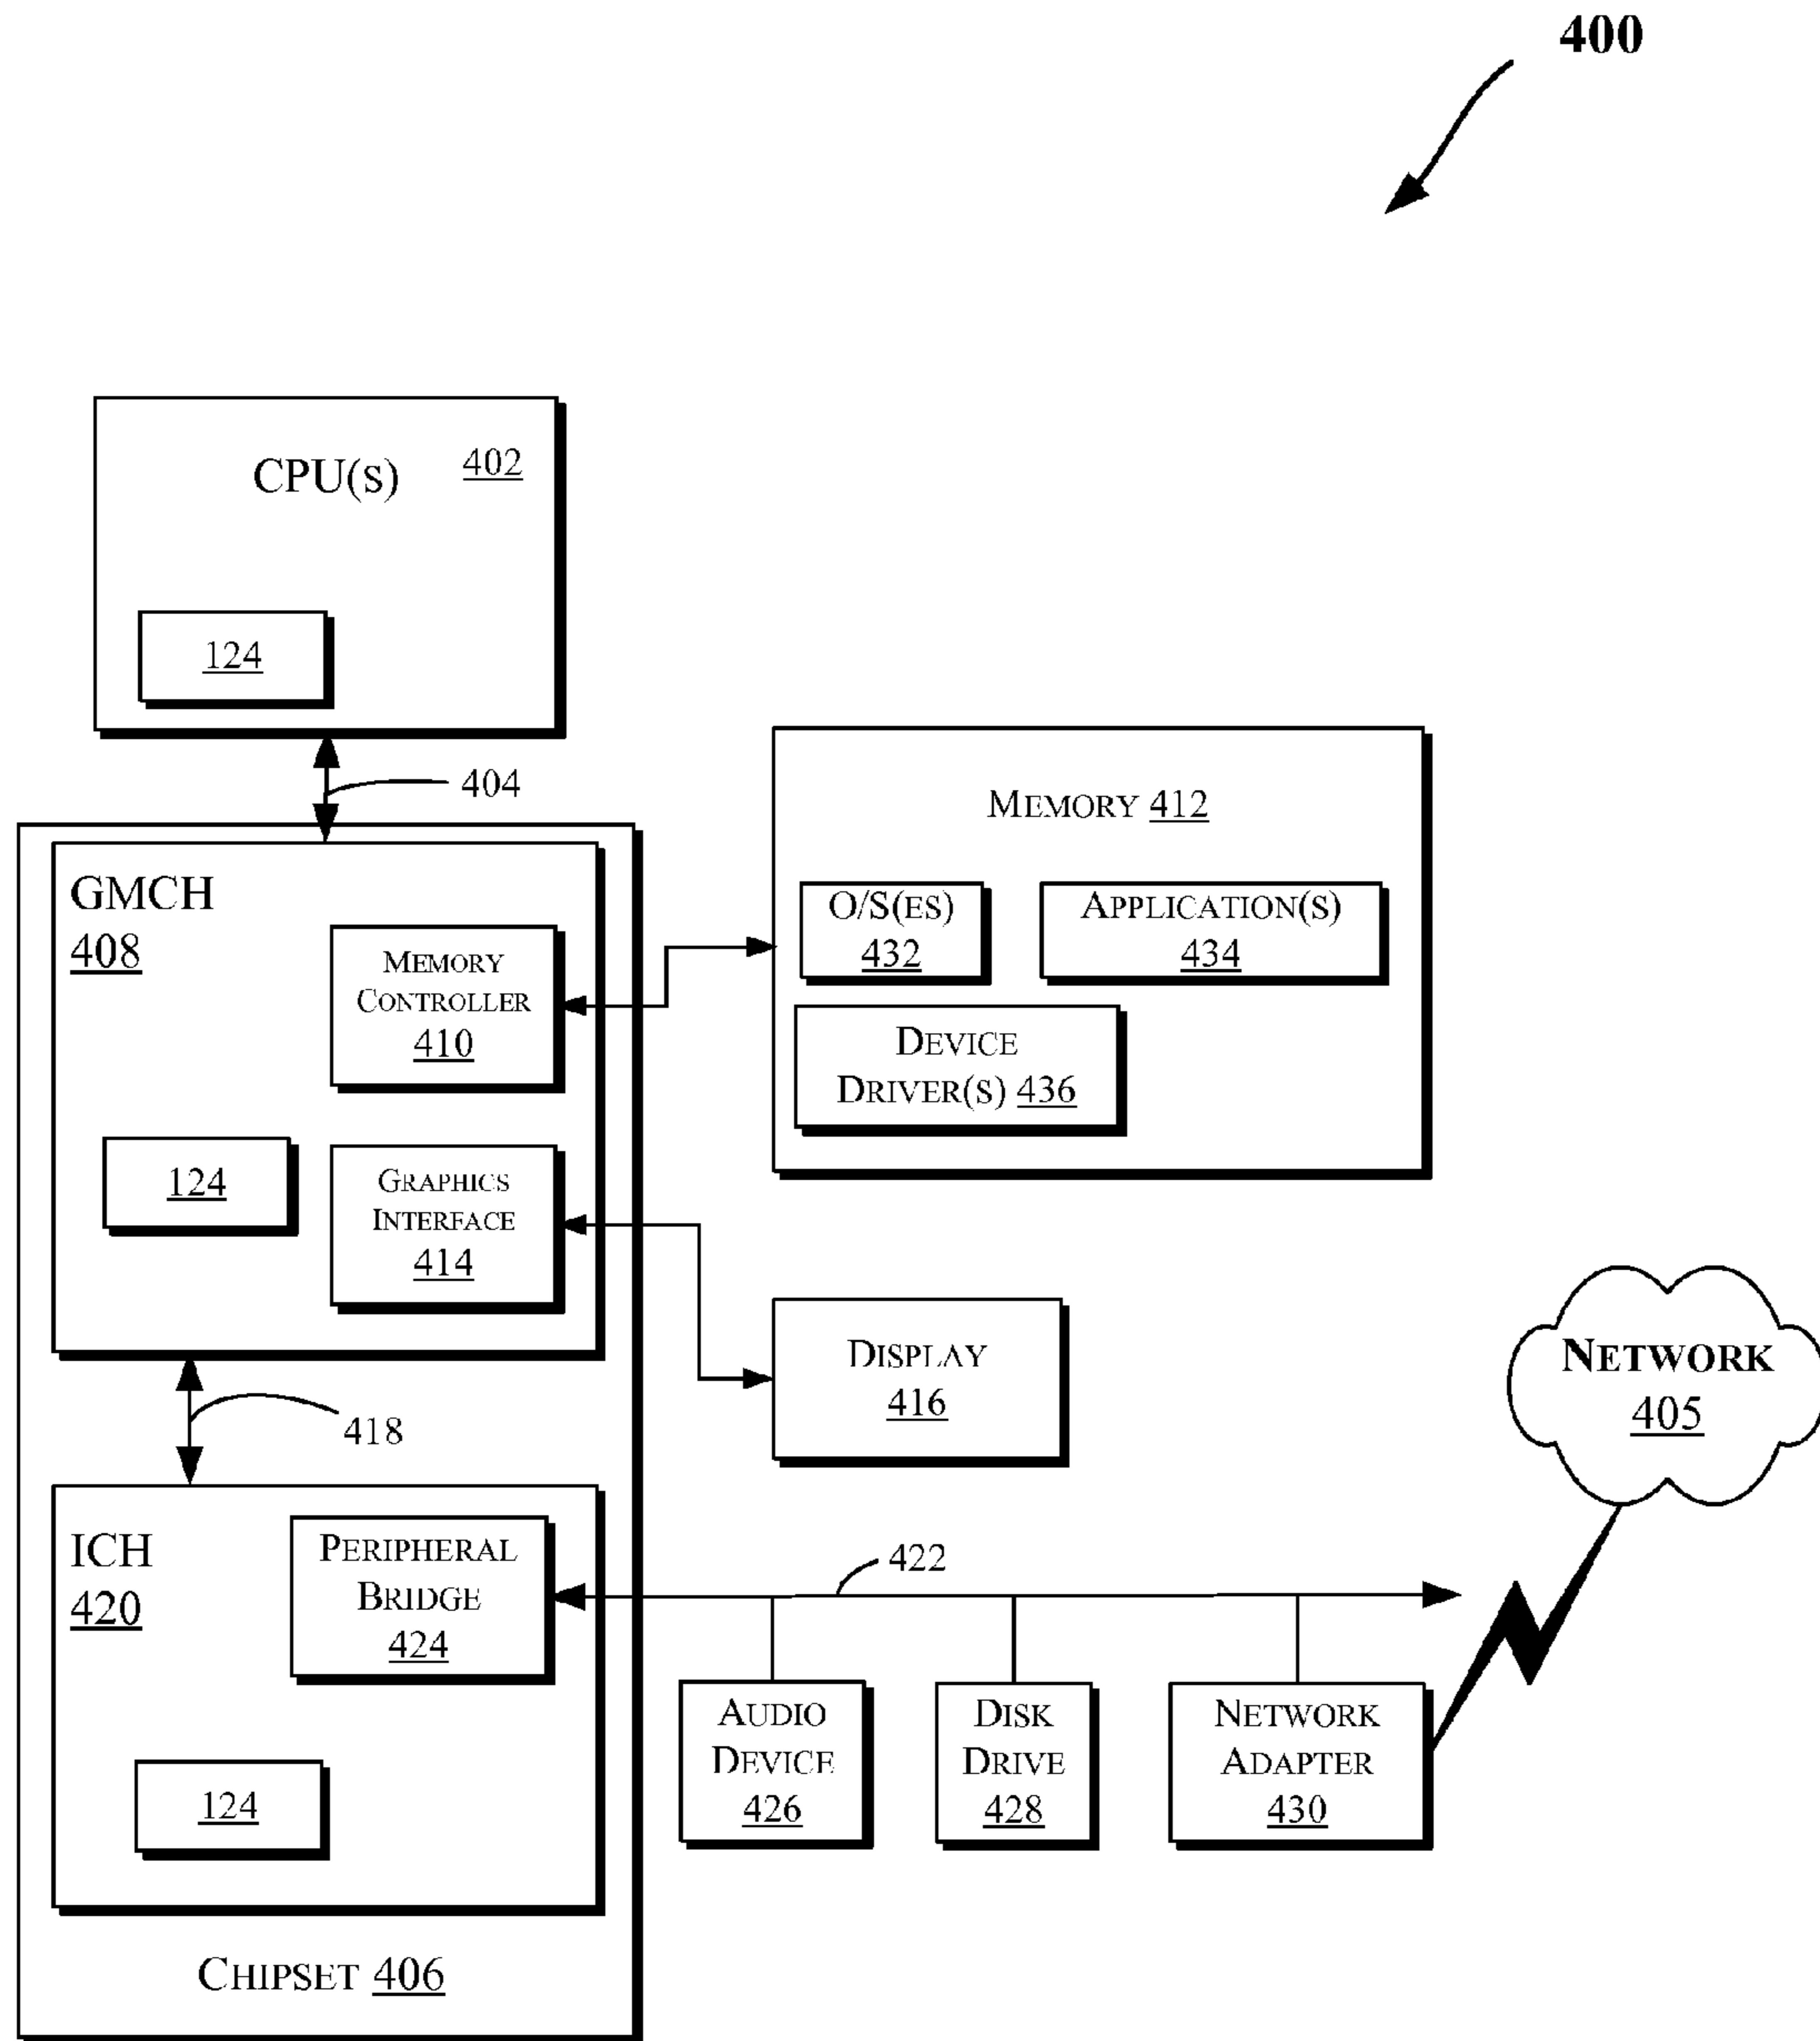 400
CPU(s) 402
124
404
GMCH
408
MEMORY
CONTROLLER
410
124
GRAPHICS
INTERFACE
414
MEMORY 412
O/S(ES)
432
APPLICATION(S)
434
DEVICE
DRIVER(S) 436
DISPLAY
416
NETWORK
405
418
ICH
420
PERIPHERAL
BRIDGE
424
422
124
AUDIO
DEVICE
426
DISK
DRIVE
428
NETWORK
ADAPTER
430
CHIPSET 406